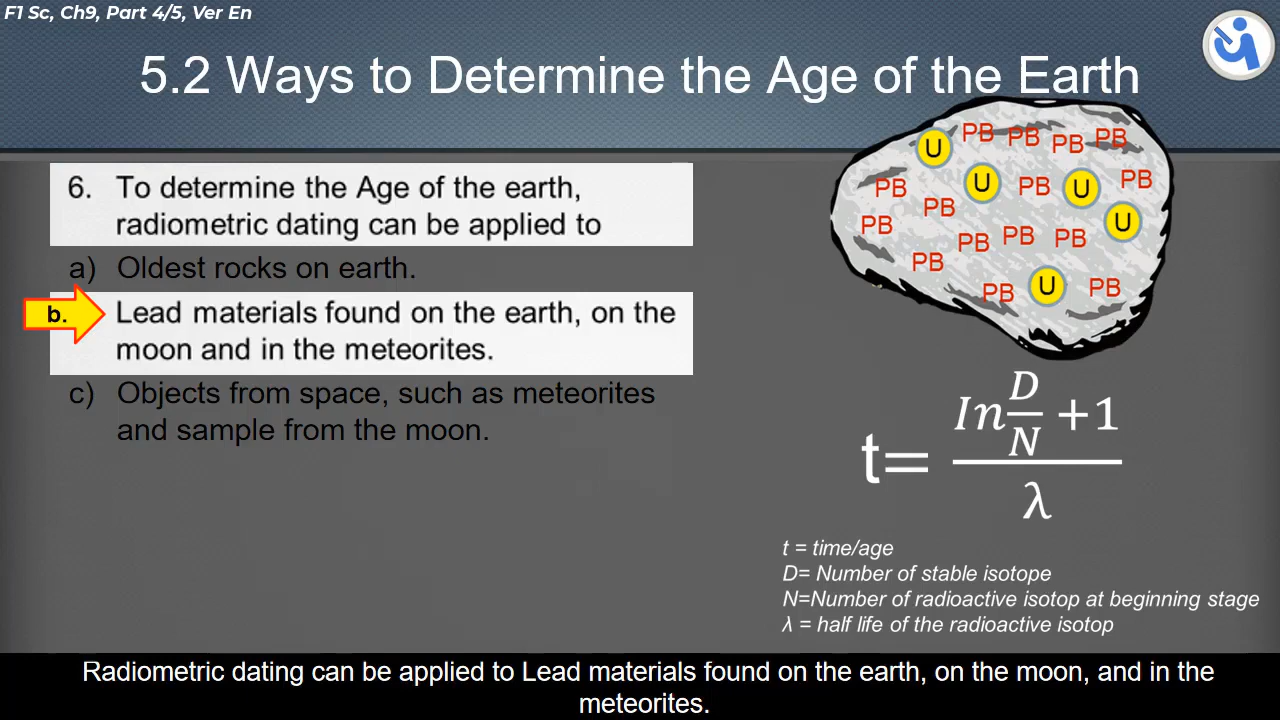 F1 Sc, Ch9, Part 4/5, Ver En
5.2 Ways to Determine the Age of the Earth
6. To determine the Age of the earth,
radiometric dating can be applied to
a) Oldest rocks on earth.
b. Lead materials found on the earth, on the
moon and in the meteorites.
c) Objects from space, such as meteorites
and sample from the moon.
PB PB PB PB
U
PB U PB U PB
PB PB U
PB PB PB
PB
PB U PB
t= In D/N +1
λ
t = time/age
D= Number of stable isotope
N=Number of radioactive isotop at beginning stage
λ = half life of the radioactive isotop
Radiometric dating can be applied to Lead materials found on the earth, on the moon, and in the
meteorites.